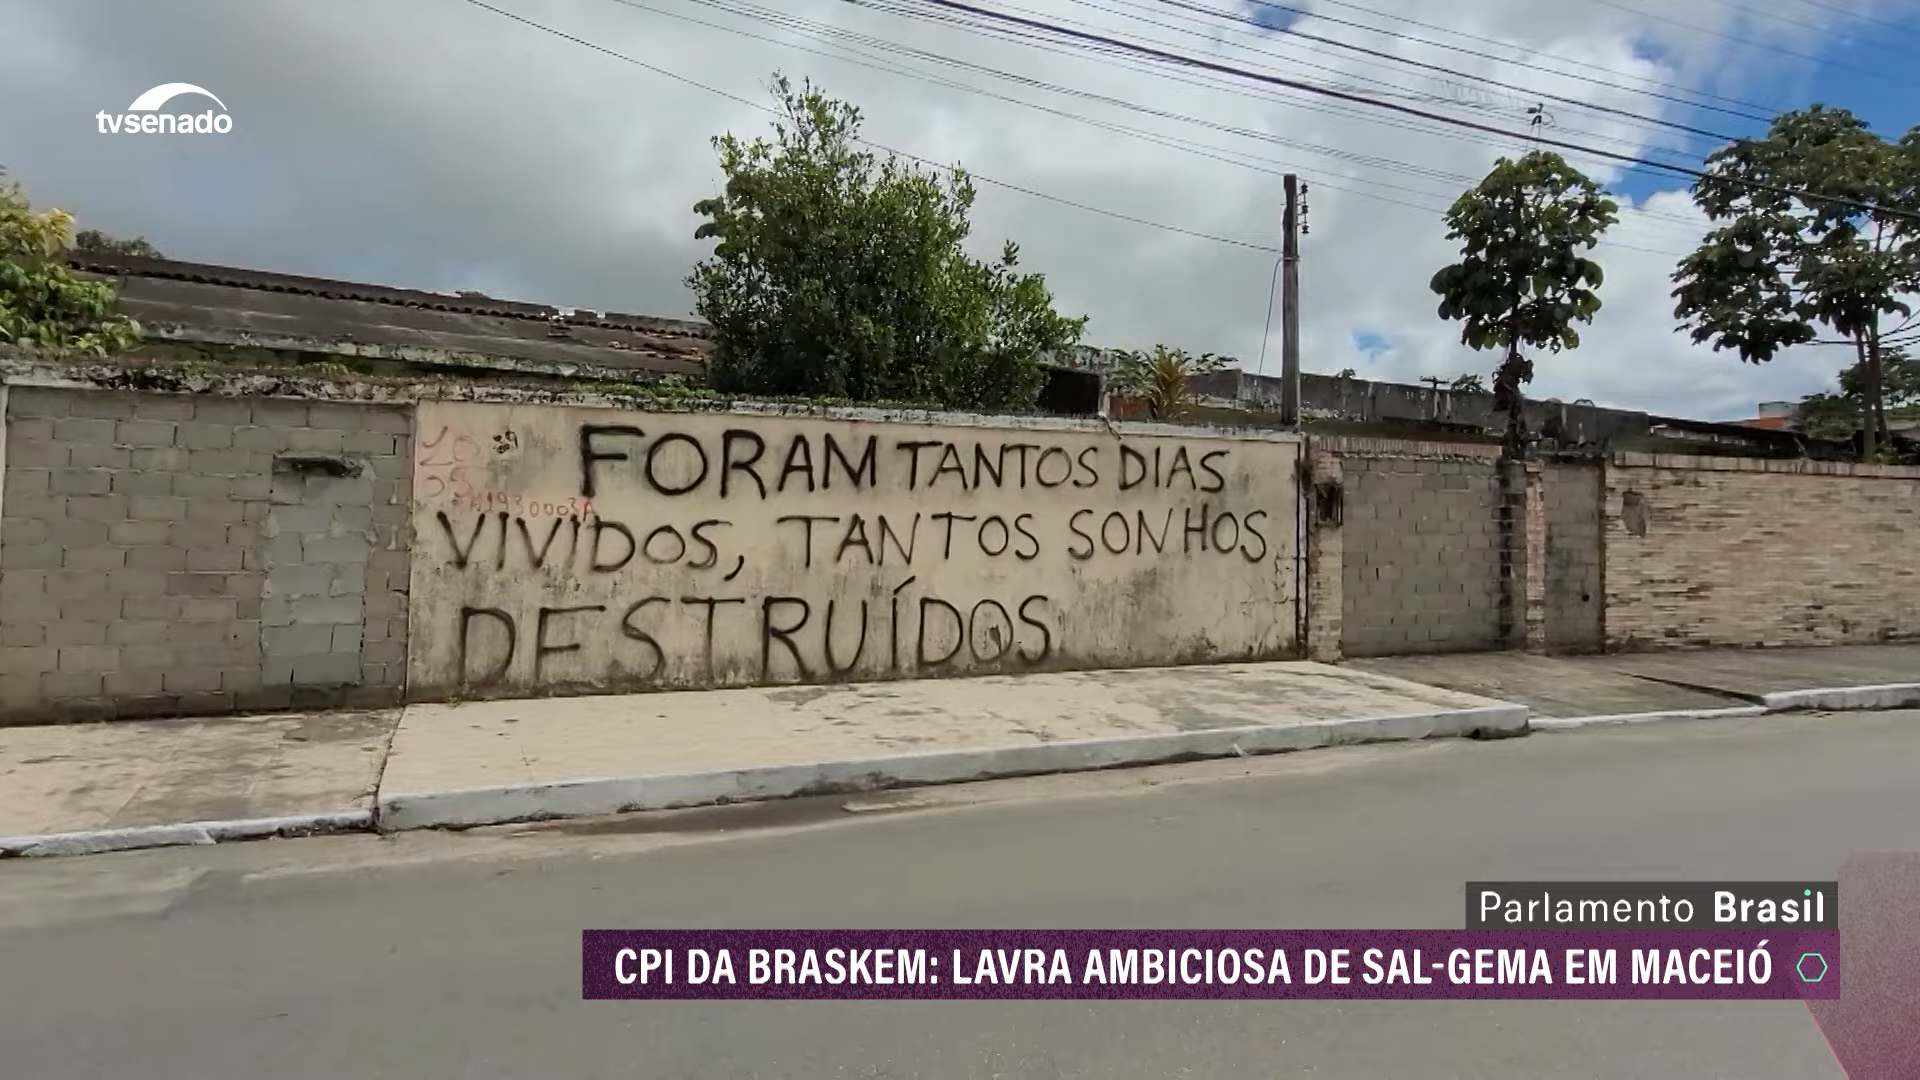 tvsenado
FORAM TANTOS DIAS
VIVIDOS, TANTOS SONHOS
DESTRUÍDOS
Parlamento Brasil
CPI DA BRASKEM: LAVRA AMBICIOSA DE SAL-GEMA EM MACEIÓ